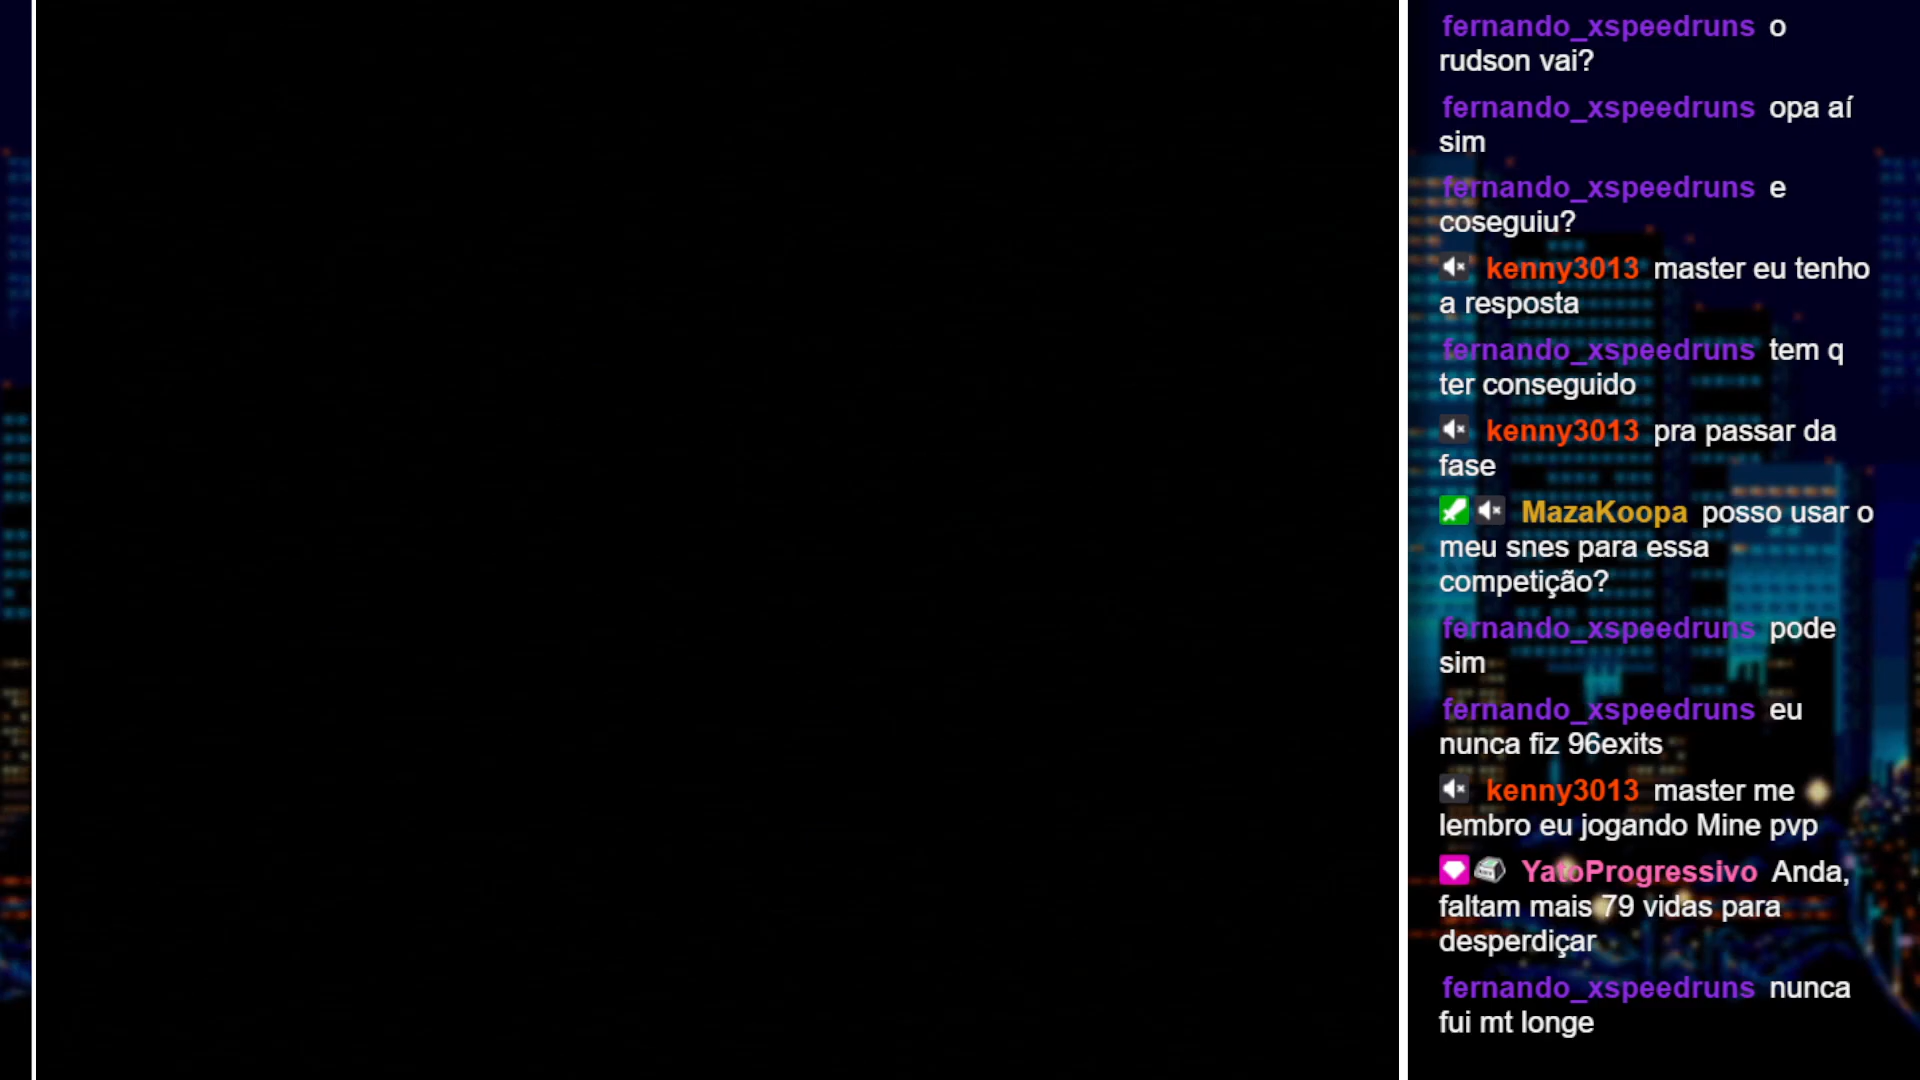 fernando_xspeedruns o
rudson vai?
fernando_xspeedruns opa aí
sim
fernando_xspeedruns e
coseguiu?
kenny3013 master eu tenho
a resposta
fernando_xspeedruns tem q
ter conseguido
kenny3013 pra passar da
fase
MazaKoopa posso usar o
meu snes para essa
competição?
fernando_xspeedruns pode
sim
fernando_xspeedruns eu
nunca fiz 96exits
kenny3013 master me
lembro eu jogando Mine pvp
YatoProgressivo Anda,
faltam mais 79 vidas para
desperdiçar
fernando_xspeedruns nunca
fui mt longe